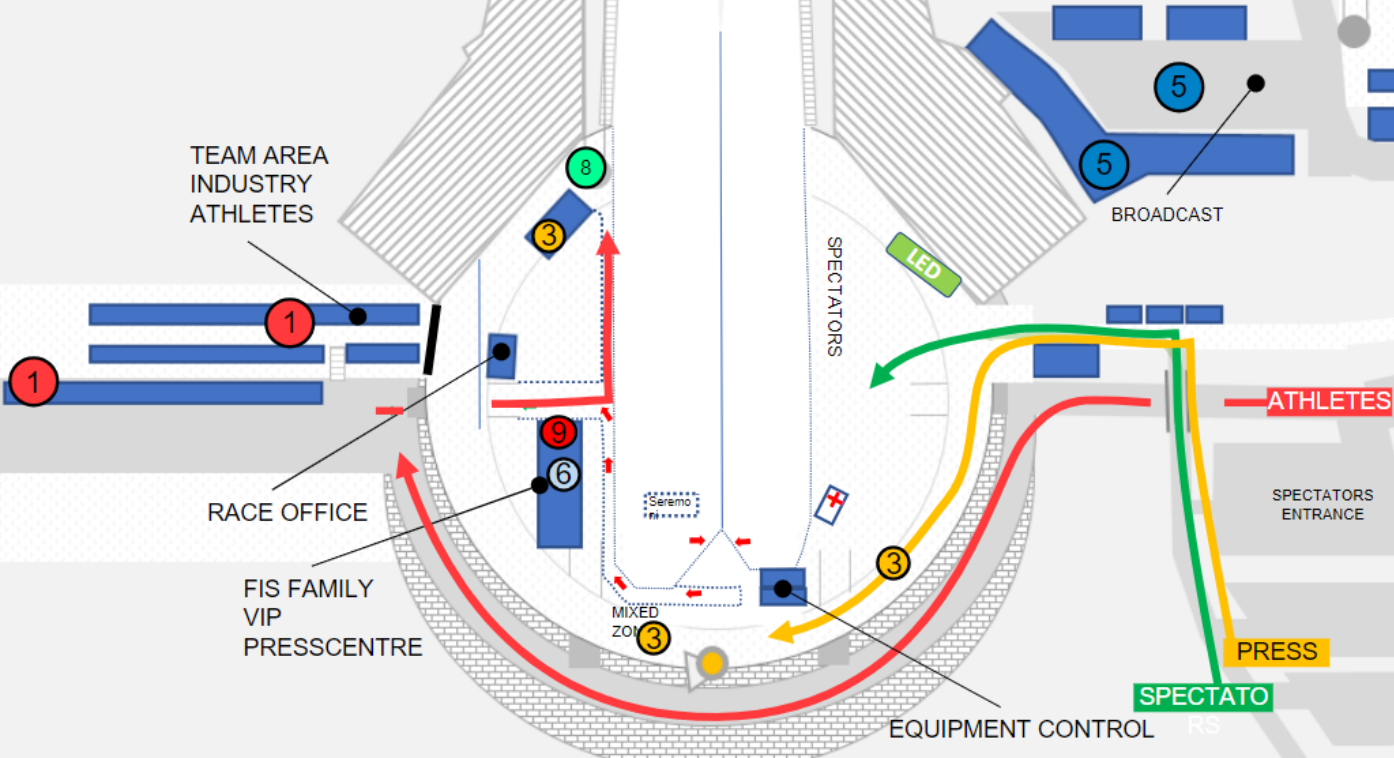 5
5
BROADCAST
TEAM AREA
INDUSTRY
ATHLETES
8
3
SPECTATORS
LED
1
1
ATHLETES
9
6
RACE OFFICE
Seremo
SPECTATORS
ENTRANCE
FIS FAMILY
VIP
PRESSCENTRE
3
MIXED
3
PRESS
SPECTATO
RS
EQUIPMENT CONTROL